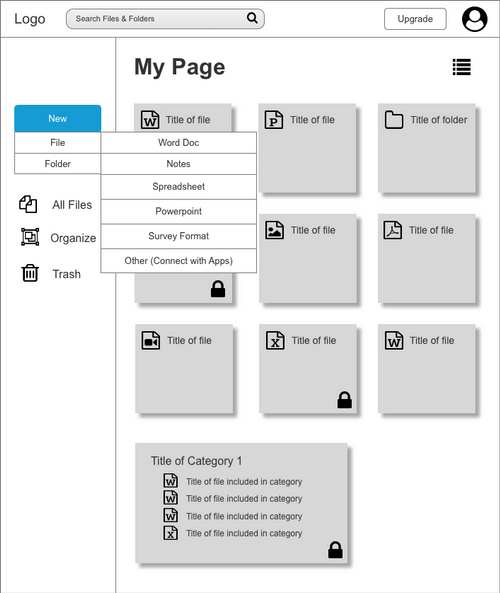 Logo
Search Files & Folders
Upgrade
My Page
New
File
Folder
Word Doc
Notes
Spreadsheet
Powerpoint
Survey Format
Other (Connect with Apps)
All Files
Organize
Trash
W Title of file
P Title of file
Title of folder
Title of file
Title of file
Title of file
X Title of file
W Title of file
Title of Category 1
W Title of file included in category
W Title of file included in category
W Title of file included in category
X Title of file included in category